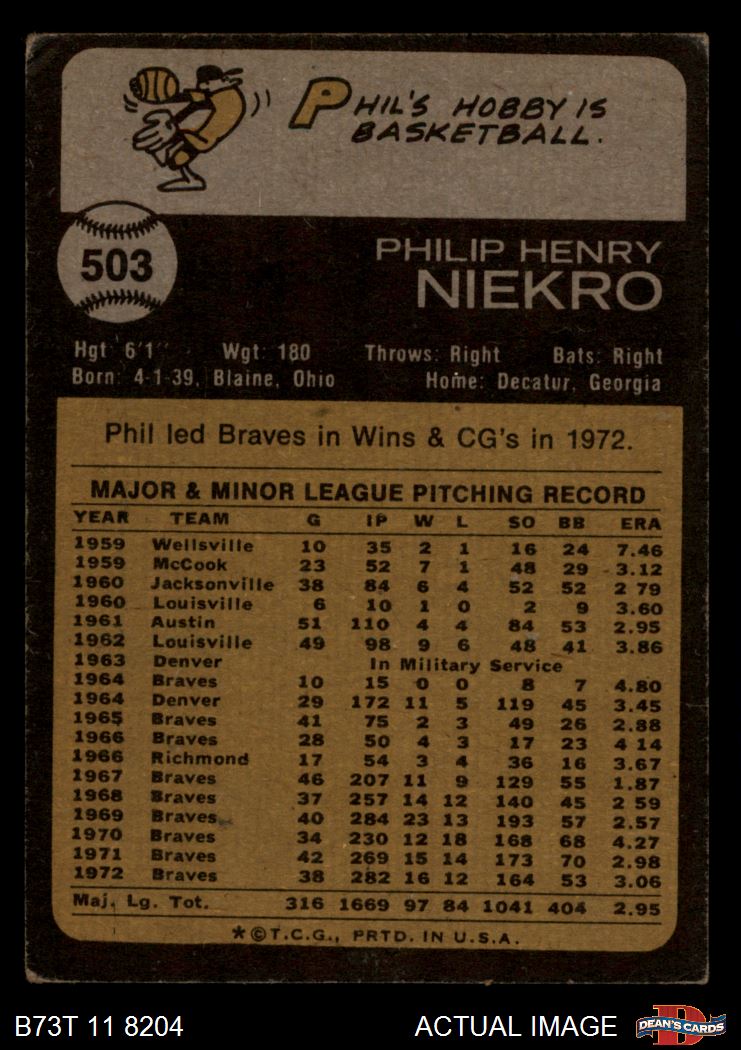 PHIL'S HOBBY IS
BASKETBALL.
503
PHILIP HENRY
NIEKRO
Hgt: 6'1" Wgt: 180 Throws: Right Bats: Right
Born: 4-1-39, Blaine, Ohio Home: Decatur, Georgia
Phil led Braves in Wins & CG's in 1972.
MAJOR & MINOR LEAGUE PITCHING RECORD
YEAR TEAM G IP W L SO BB ERA
1959 Wellsville 10 35 2 1 16 24 7.46
1959 McCook 23 52 7 1 48 29 3.12
1960 Jacksonville 38 84 6 4 52 52 2 79
1960 Louisville 6 10 1 0 2 9 3.60
1961 Austin 51 110 4 4 84 53 2.95
1962 Louisville 49 98 9 6 48 41 3.86
1963 Denver In Military Service
1964 Braves 10 15 0 0 8 7 4.80
1964 Denver 29 172 11 5 119 45 3.45
1965 Braves 41 75 2 3 49 26 2.88
1966 Braves 28 50 4 3 17 23 4 14
1966 Richmond 17 54 3 4 36 16 3.67
1967 Braves 46 207 11 9 129 55 1.87
1968 Braves 37 257 14 12 140 45 2 59
1969 Braves 40 284 23 13 193 57 2.57
1970 Braves 34 230 12 18 168 68 4.27
1971 Braves 42 269 15 14 173 70 2.98
1972 Braves 38 282 16 12 164 53 3.06
Maj. Lg. Tot. 316 1669 97 84 1041 404 2.95
*©T.C.G., PRTD. IN U.S.A.
B73T 11 8204 ACTUAL IMAGE DEAN'S CARDS